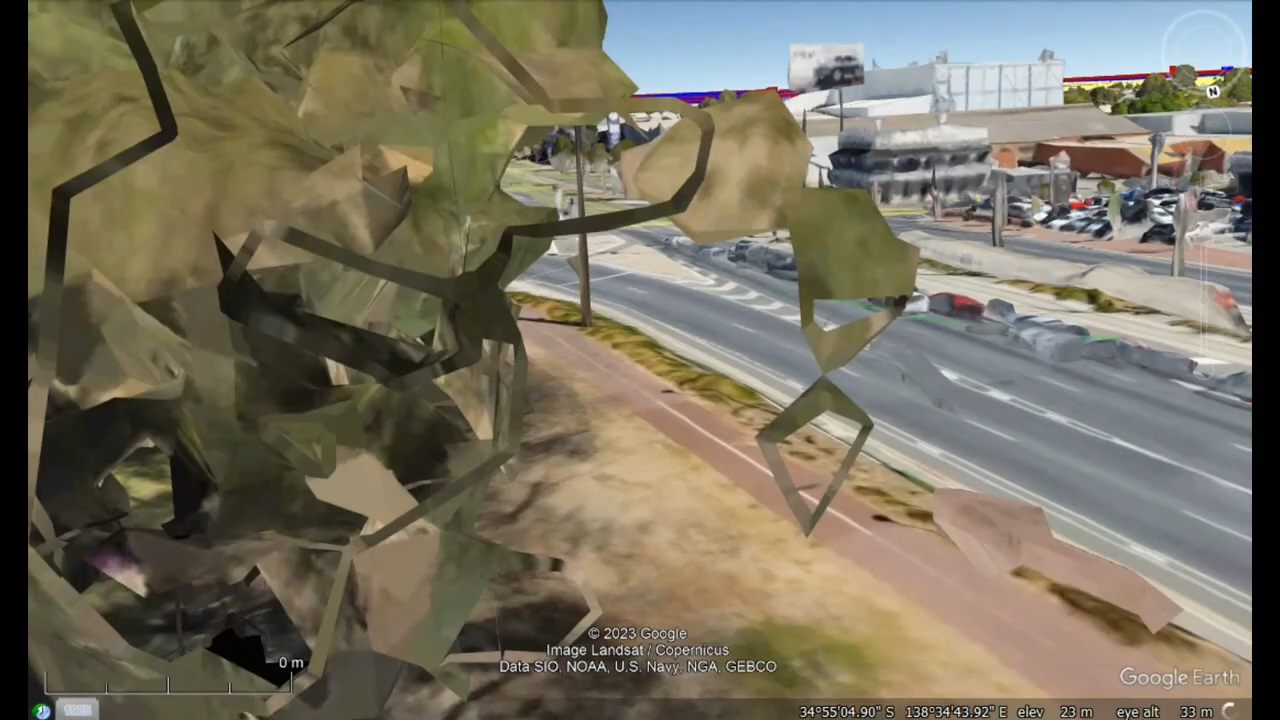 N
0 m
© 2023 Google
Image Landsat / Copernicus
Data SIO, NOAA, U.S. Navy, NGA, GEBCO
Google Earth
1985
34°55'04.90" S 138°34'43.92" E elev 23 m eye alt 33 m